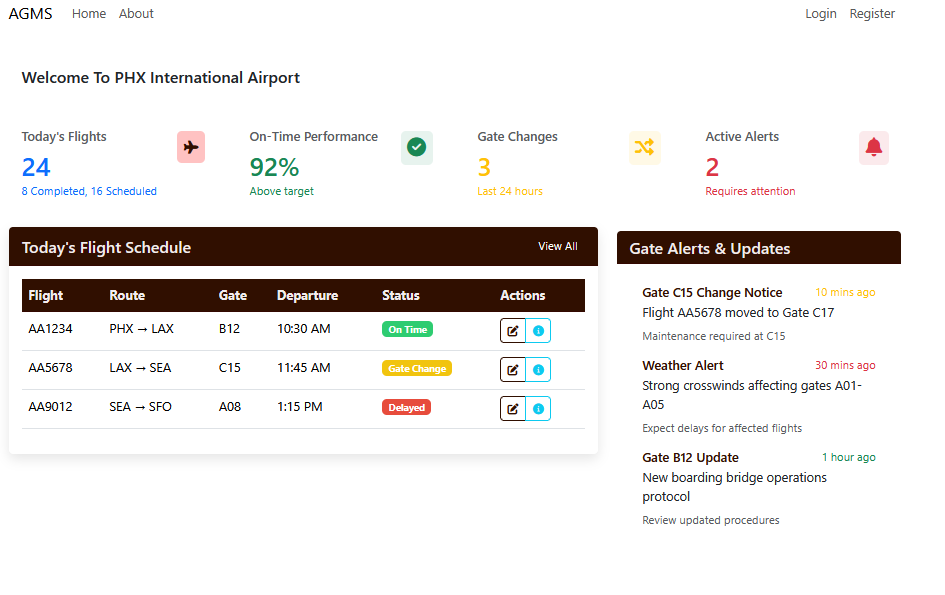 AGMS Home About Login Register
Welcome To PHX International Airport
Today's Flights
24
8 Completed, 16 Scheduled
On-Time Performance
92%
Above target
Gate Changes
3
Last 24 hours
Active Alerts
2
Requires attention
Today's Flight Schedule View All
Flight Route Gate Departure Status Actions
AA1234 PHX → LAX B12 10:30 AM On Time
AA5678 LAX → SEA C15 11:45 AM Gate Change
AA9012 SEA → SFO A08 1:15 PM Delayed
Gate Alerts & Updates
Gate C15 Change Notice 10 mins ago
Flight AA5678 moved to Gate C17
Maintenance required at C15
Weather Alert 30 mins ago
Strong crosswinds affecting gates A01-
A05
Expect delays for affected flights
Gate B12 Update 1 hour ago
New boarding bridge operations
protocol
Review updated procedures